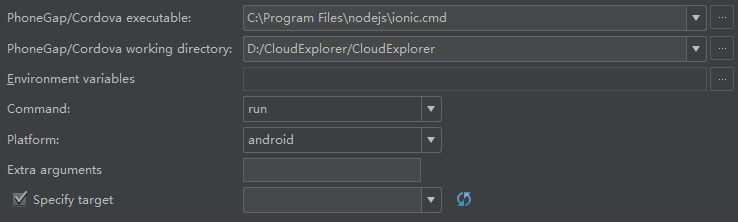 PhoneGap/Cordova executable: C:\Program Files\nodejs\ionic.cmd ...
PhoneGap/Cordova working directory: D:/CloudExplorer/CloudExplorer ...
Environment variables ...
Command: run
Platform: android
Extra arguments
Specify target